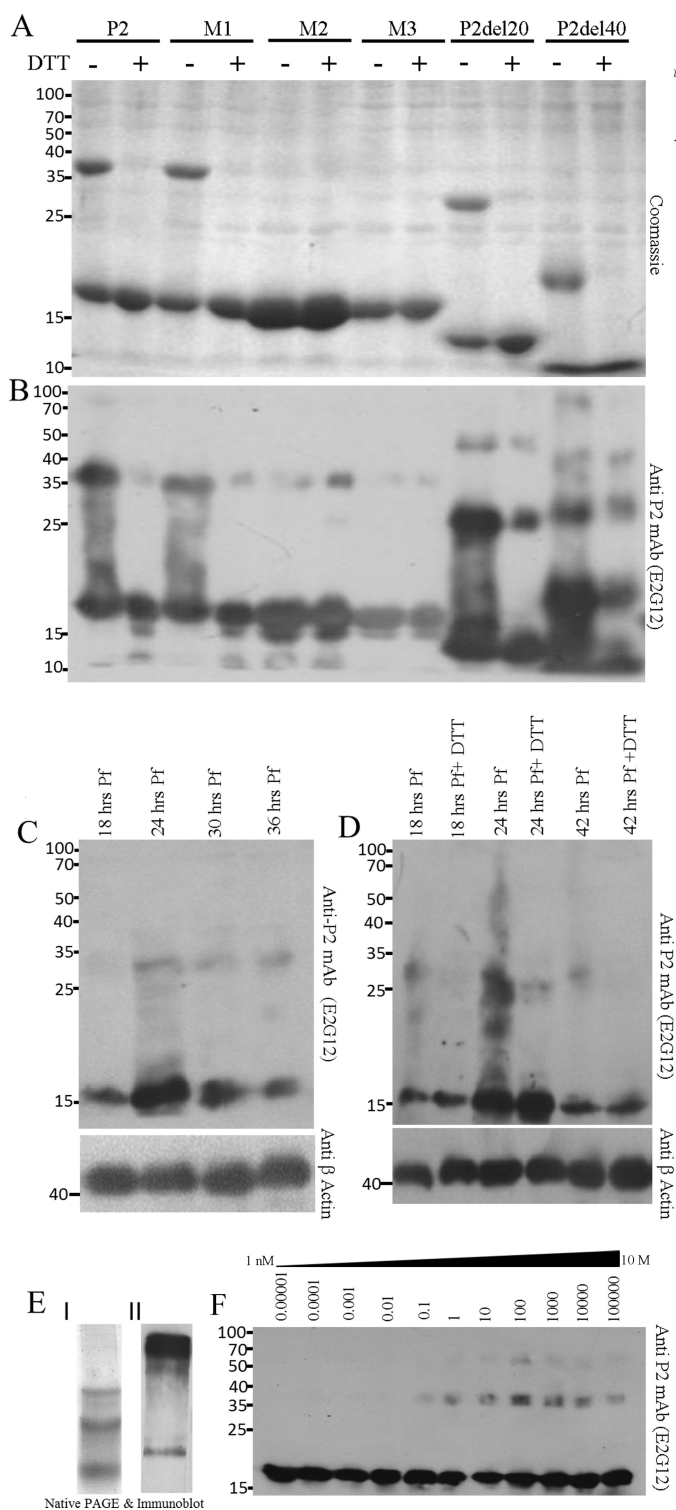 A
P2 M1 M2 M3 P2del20 P2del40
DTT - + - + - + - + - + - +
100
70
50
40
35
25
15
10
Coomassie
B
100
70
50
40
35
25
15
10
Anti P2 mAb (E2G12)
C
18 hrs Pf
24 hrs Pf
30 hrs Pf
36 hrs Pf
100
70
50
40
35
25
15
Anti-P2 mAb (E2G12)
40
Anti β Actin
D
18 hrs Pf
18 hrs Pf+ DTT
24 hrs Pf
24 hrs Pf+ DTT
42 hrs Pf
42 hrs Pf+DTT
100
70
50
40
35
25
15
Anti P2 mAb (E2G12)
40
Anti β Actin
E
I II
Native PAGE & Immunoblot
F
1 nM 10 M
0.00001
0.0001
0.001
0.01
0.1
1
10
100
1000
10000
100000
100
70
50
40
35
25
15
Anti P2 mAb (E2G12)